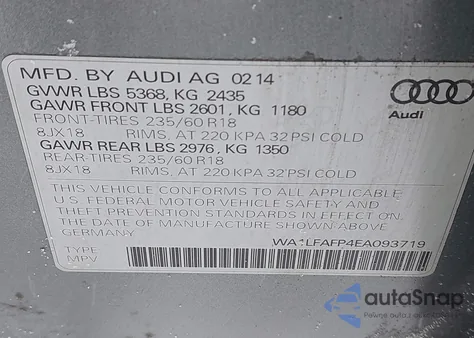 MFD. BY AUDI AG 02 14
GVWR LBS 5368, KG 2435
GAWR FRONT LBS 2601, KG 1180
FRONT-TIRES 235/60 R18
8JX18 RIMS, AT 220 KPA 32 PSI COLD
GAWR REAR LBS 2976, KG 1350
REAR-TIRES 235/60 R18
8JX18 RIMS, AT 220 KPA 32 PSI COLD
THIS VEHICLE CONFORMS TO ALL APPLICABLE
U.S. FEDERAL MOTOR VEHICLE SAFETY AND
THEFT PREVENTION STANDARDS IN EFFECT ON
THE DATE OF MANUFACTURE SHOWN ABOVE
GERMANY
WA1LFAFP4EA093719
TYPE:
MPV
Audi
autoSnap